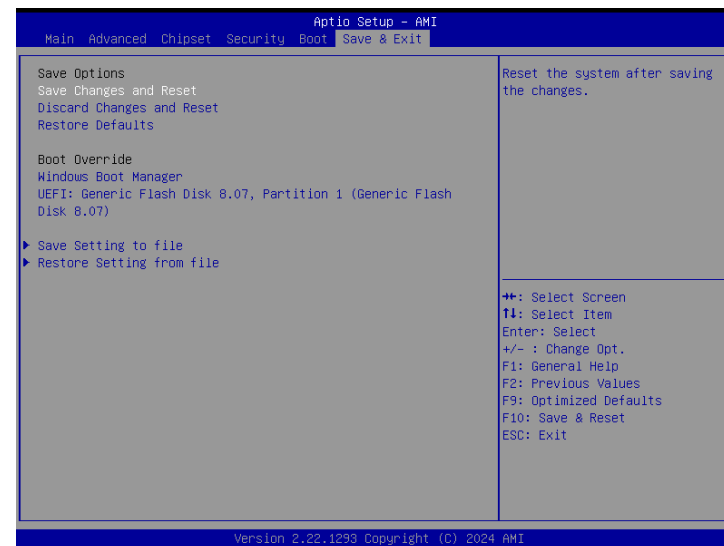 Aptio Setup - AMI
Main Advanced Chipset Security Boot Save & Exit
Save Options
Save Changes and Reset
Discard Changes and Reset
Restore Defaults
Boot Override
Windows Boot Manager
UEFI: Generic Flash Disk 8.07, Partition 1 (Generic Flash
Disk 8.07)
Save Setting to file
Restore Setting from file
Reset the system after saving
the changes.
→←: Select Screen
↑↓: Select Item
Enter: Select
+/- : Change Opt.
F1: General Help
F2: Previous Values
F9: Optimized Defaults
F10: Save & Reset
ESC: Exit
Version 2.22.1293 Copyright (C) 2024 AMI